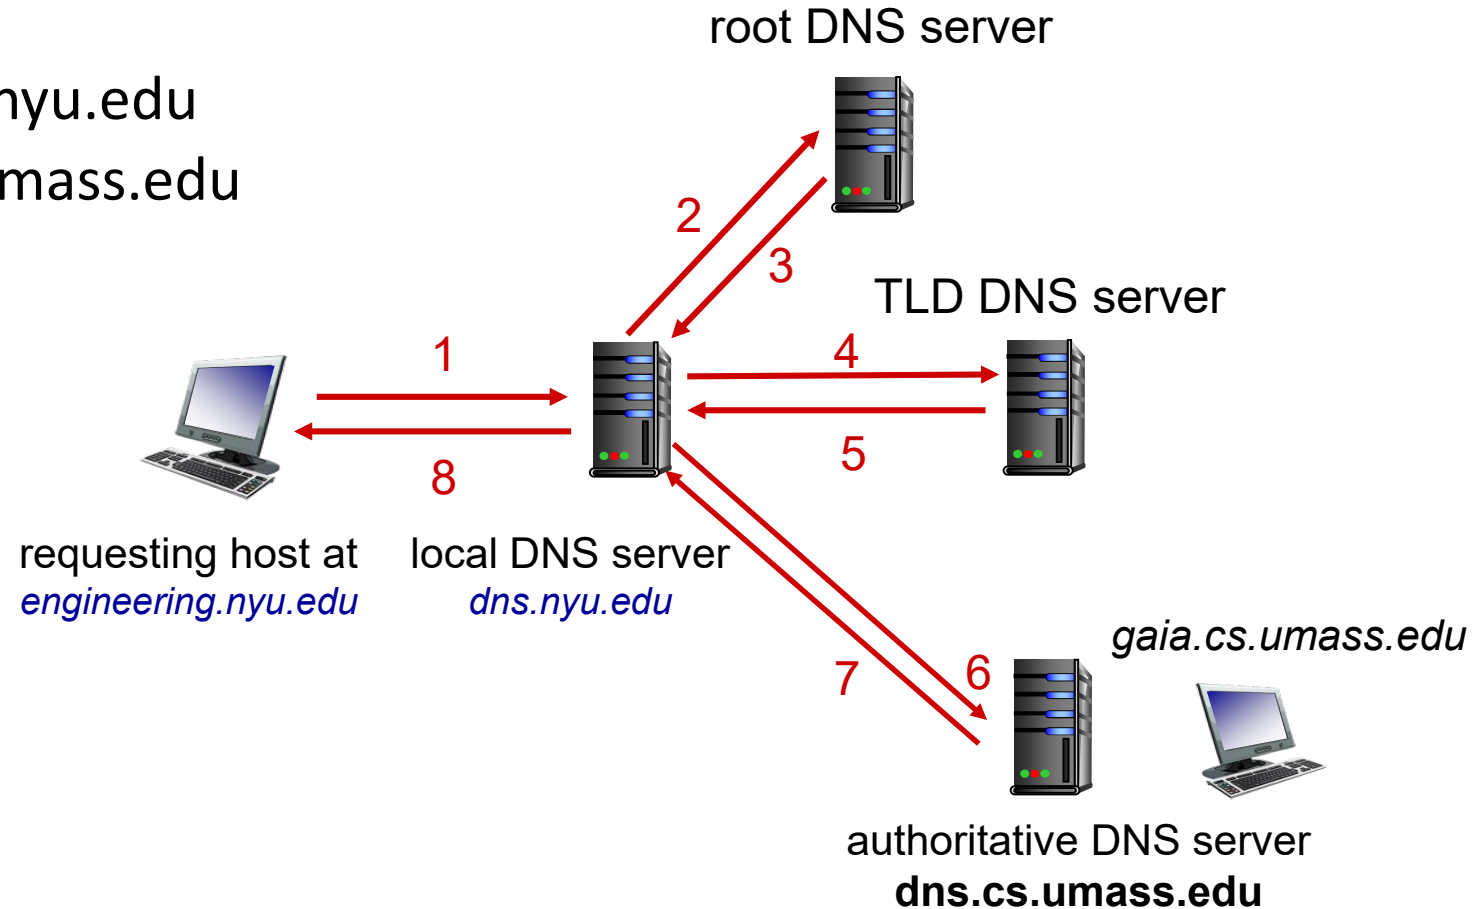 root DNS server
nyu.edu
mass.edu
2
3
TLD DNS server
1
4
8
5
requesting host at
engineering.nyu.edu
local DNS server
dns.nyu.edu
gaia.cs.umass.edu
7
6
authoritative DNS server
dns.cs.umass.edu